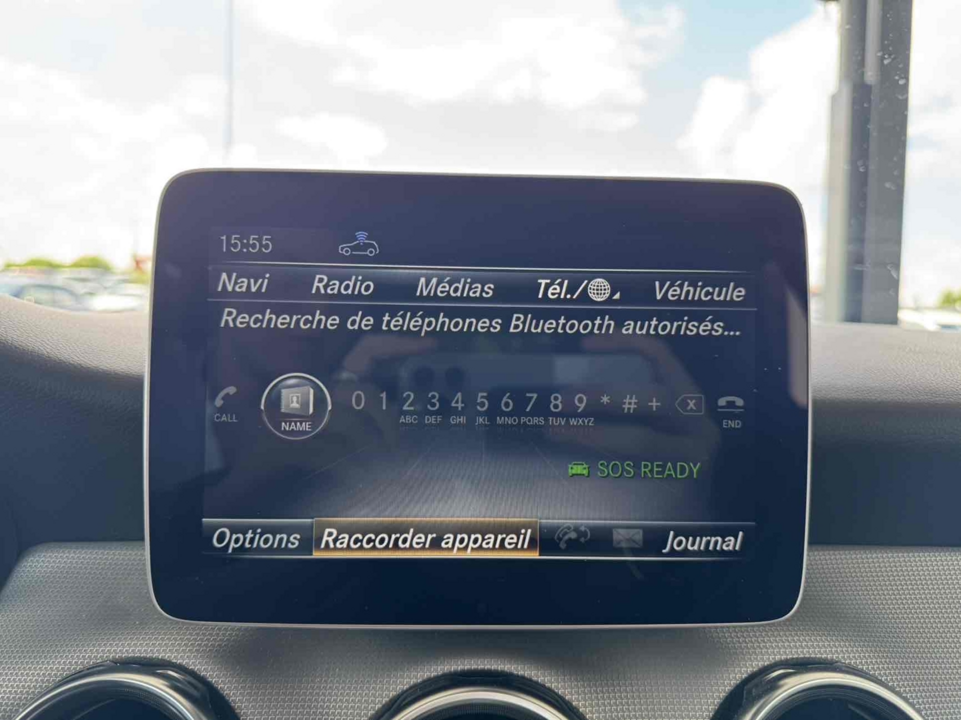 15:55
Navi Radio Médias Tél./ Véhicule
Recherche de téléphones Bluetooth autorisés...
CALL NAME 0 1 2 3 4 5 6 7 8 9 * # + X END
ABC DEF GHI JKL MNO PQRS TUV WXYZ
SOS READY
Options Raccorder appareil Journal